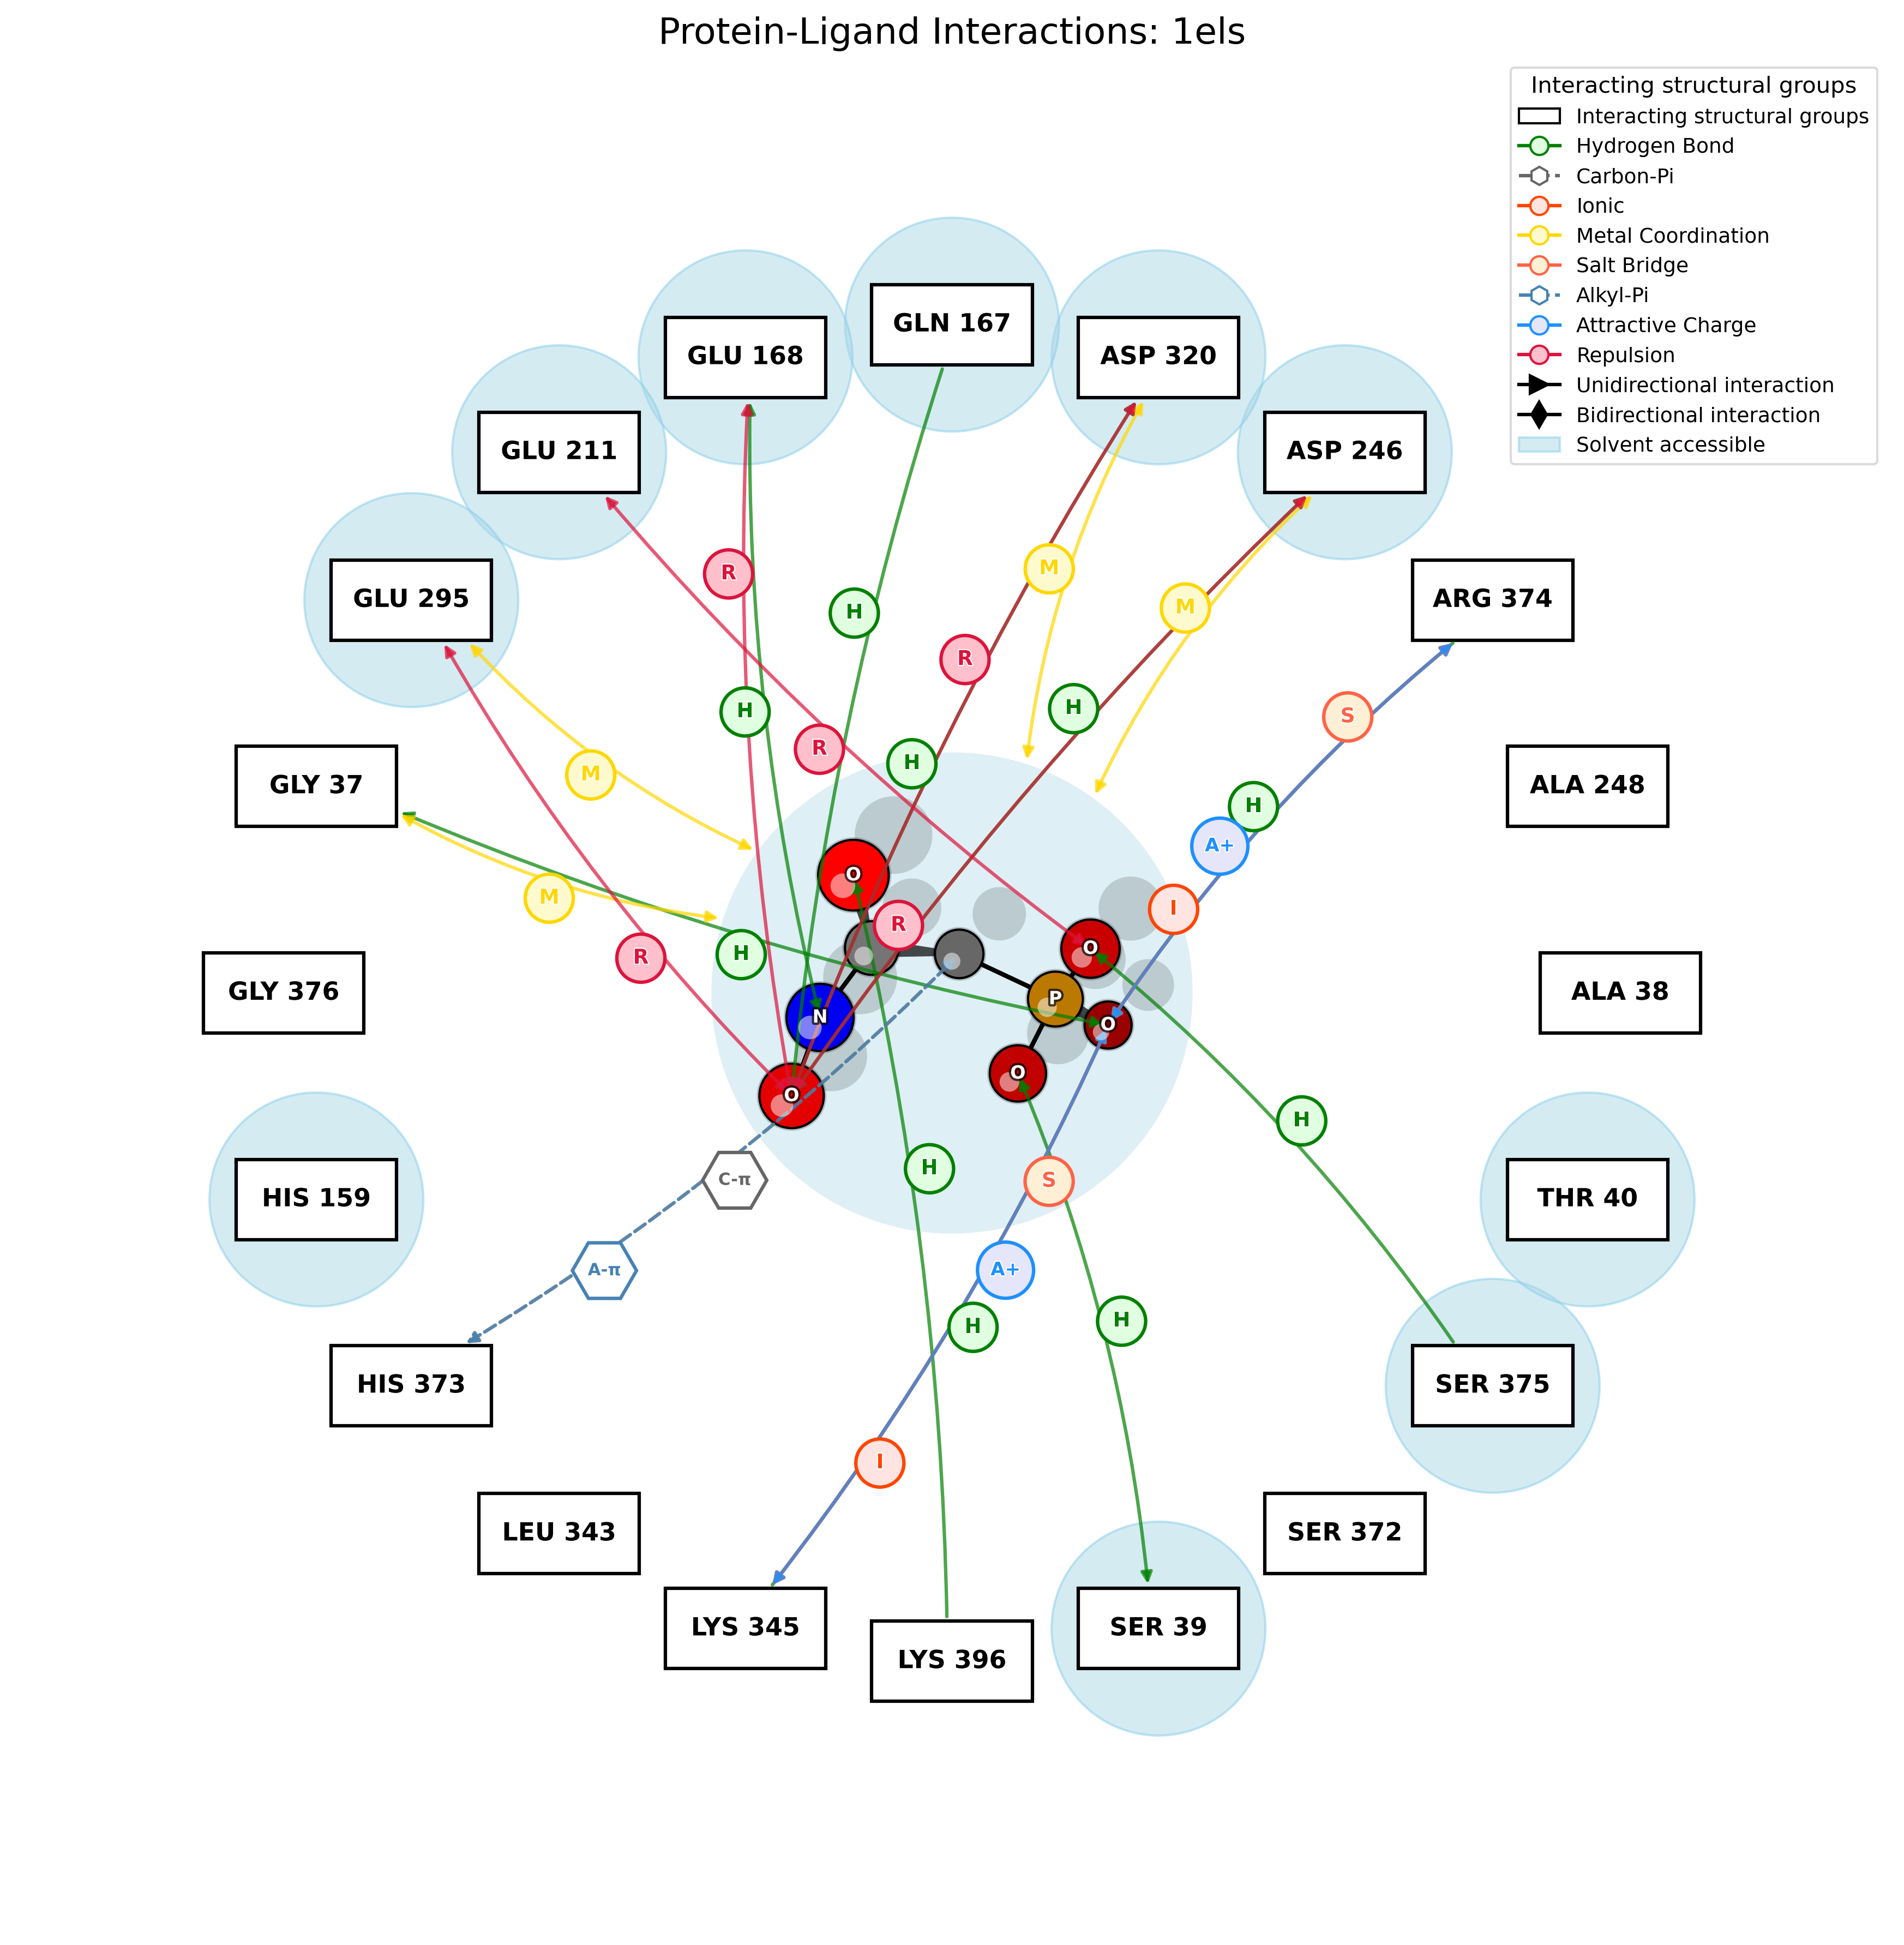 Protein-Ligand Interactions: 1els
Interacting structural groups
Interacting structural groups
Hydrogen Bond
Carbon-Pi
Ionic
Metal Coordination
Salt Bridge
Alkyl-Pi
Attractive Charge
Repulsion
Unidirectional interaction
Bidirectional interaction
Solvent accessible
GLN 167
GLU 168
ASP 320
GLU 211
ASP 246
GLU 295
ARG 374
GLY 37
ALA 248
GLY 376
ALA 38
HIS 159
THR 40
HIS 373
SER 375
LEU 343
SER 372
LYS 345
SER 39
LYS 396
M
R
M
H
R
H
H
S
R
H
M
H
A+
O
M
I
R
O
H
R
P
N
O
O
O
H
H
S
C-π
A-π
A+
H
H
I